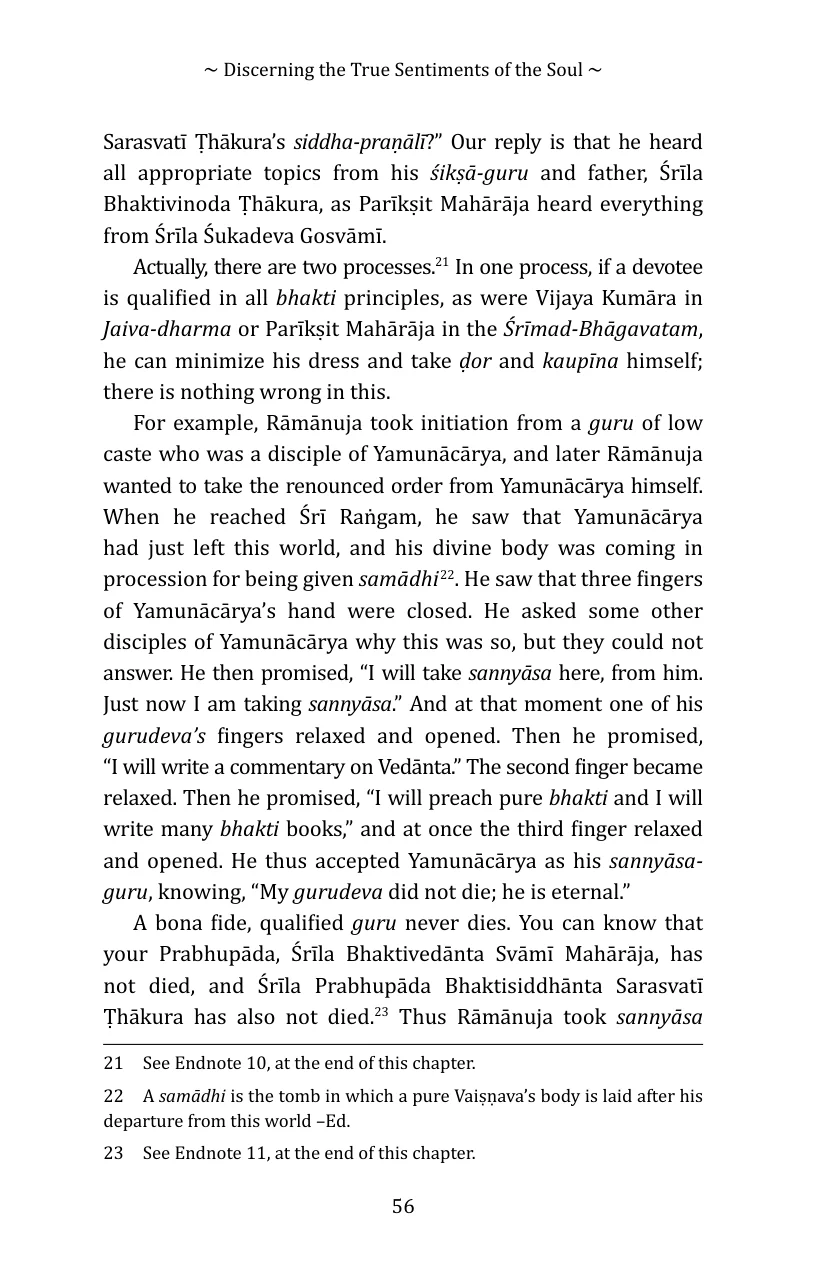 ~ Discerning the True Sentiments of the Soul ~
Sarasvatī Ṭhākura’s siddha-praṇālī?” Our reply is that he heard
all appropriate topics from his śikṣā-guru and father, Śrīla
Bhaktivinoda Ṭhākura, as Parīkṣit Mahārāja heard everything
from Śrīla Śukadeva Gosvāmī.
Actually, there are two processes.21 In one process, if a devotee
is qualified in all bhakti principles, as were Vijaya Kumāra in
Jaiva-dharma or Parīkṣit Mahārāja in the Śrīmad-Bhāgavatam,
he can minimize his dress and take ḍor and kaupīna himself;
there is nothing wrong in this.
For example, Rāmānuja took initiation from a guru of low
caste who was a disciple of Yamunācārya, and later Rāmānuja
wanted to take the renounced order from Yamunācārya himself.
When he reached Śrī Raṅgam, he saw that Yamunācārya
had just left this world, and his divine body was coming in
procession for being given samādhi22. He saw that three fingers
of Yamunācārya’s hand were closed. He asked some other
disciples of Yamunācārya why this was so, but they could not
answer. He then promised, “I will take sannyāsa here, from him.
Just now I am taking sannyāsa.” And at that moment one of his
gurudeva’s fingers relaxed and opened. Then he promised,
“I will write a commentary on Vedānta.” The second finger became
relaxed. Then he promised, “I will preach pure bhakti and I will
write many bhakti books,” and at once the third finger relaxed
and opened. He thus accepted Yamunācārya as his sannyāsa-
guru, knowing, “My gurudeva did not die; he is eternal.”
A bona fide, qualified guru never dies. You can know that
your Prabhupāda, Śrīla Bhaktivedānta Svāmī Mahārāja, has
not died, and Śrīla Prabhupāda Bhaktisiddhānta Sarasvatī
Ṭhākura has also not died.23 Thus Rāmānuja took sannyāsa
21 See Endnote 10, at the end of this chapter.
22 A samādhi is the tomb in which a pure Vaiṣṇava’s body is laid after his
departure from this world –Ed.
23 See Endnote 11, at the end of this chapter.
56